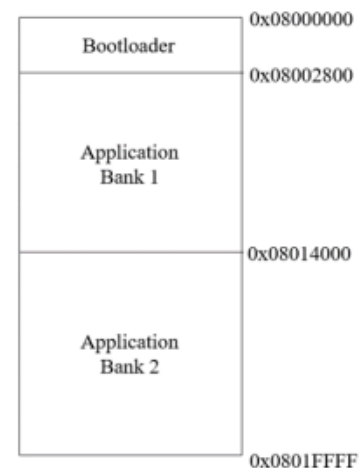 0x08000000
Bootloader
0x08002800
Application
Bank 1
0x08014000
Application
Bank 2
0x0801FFFF